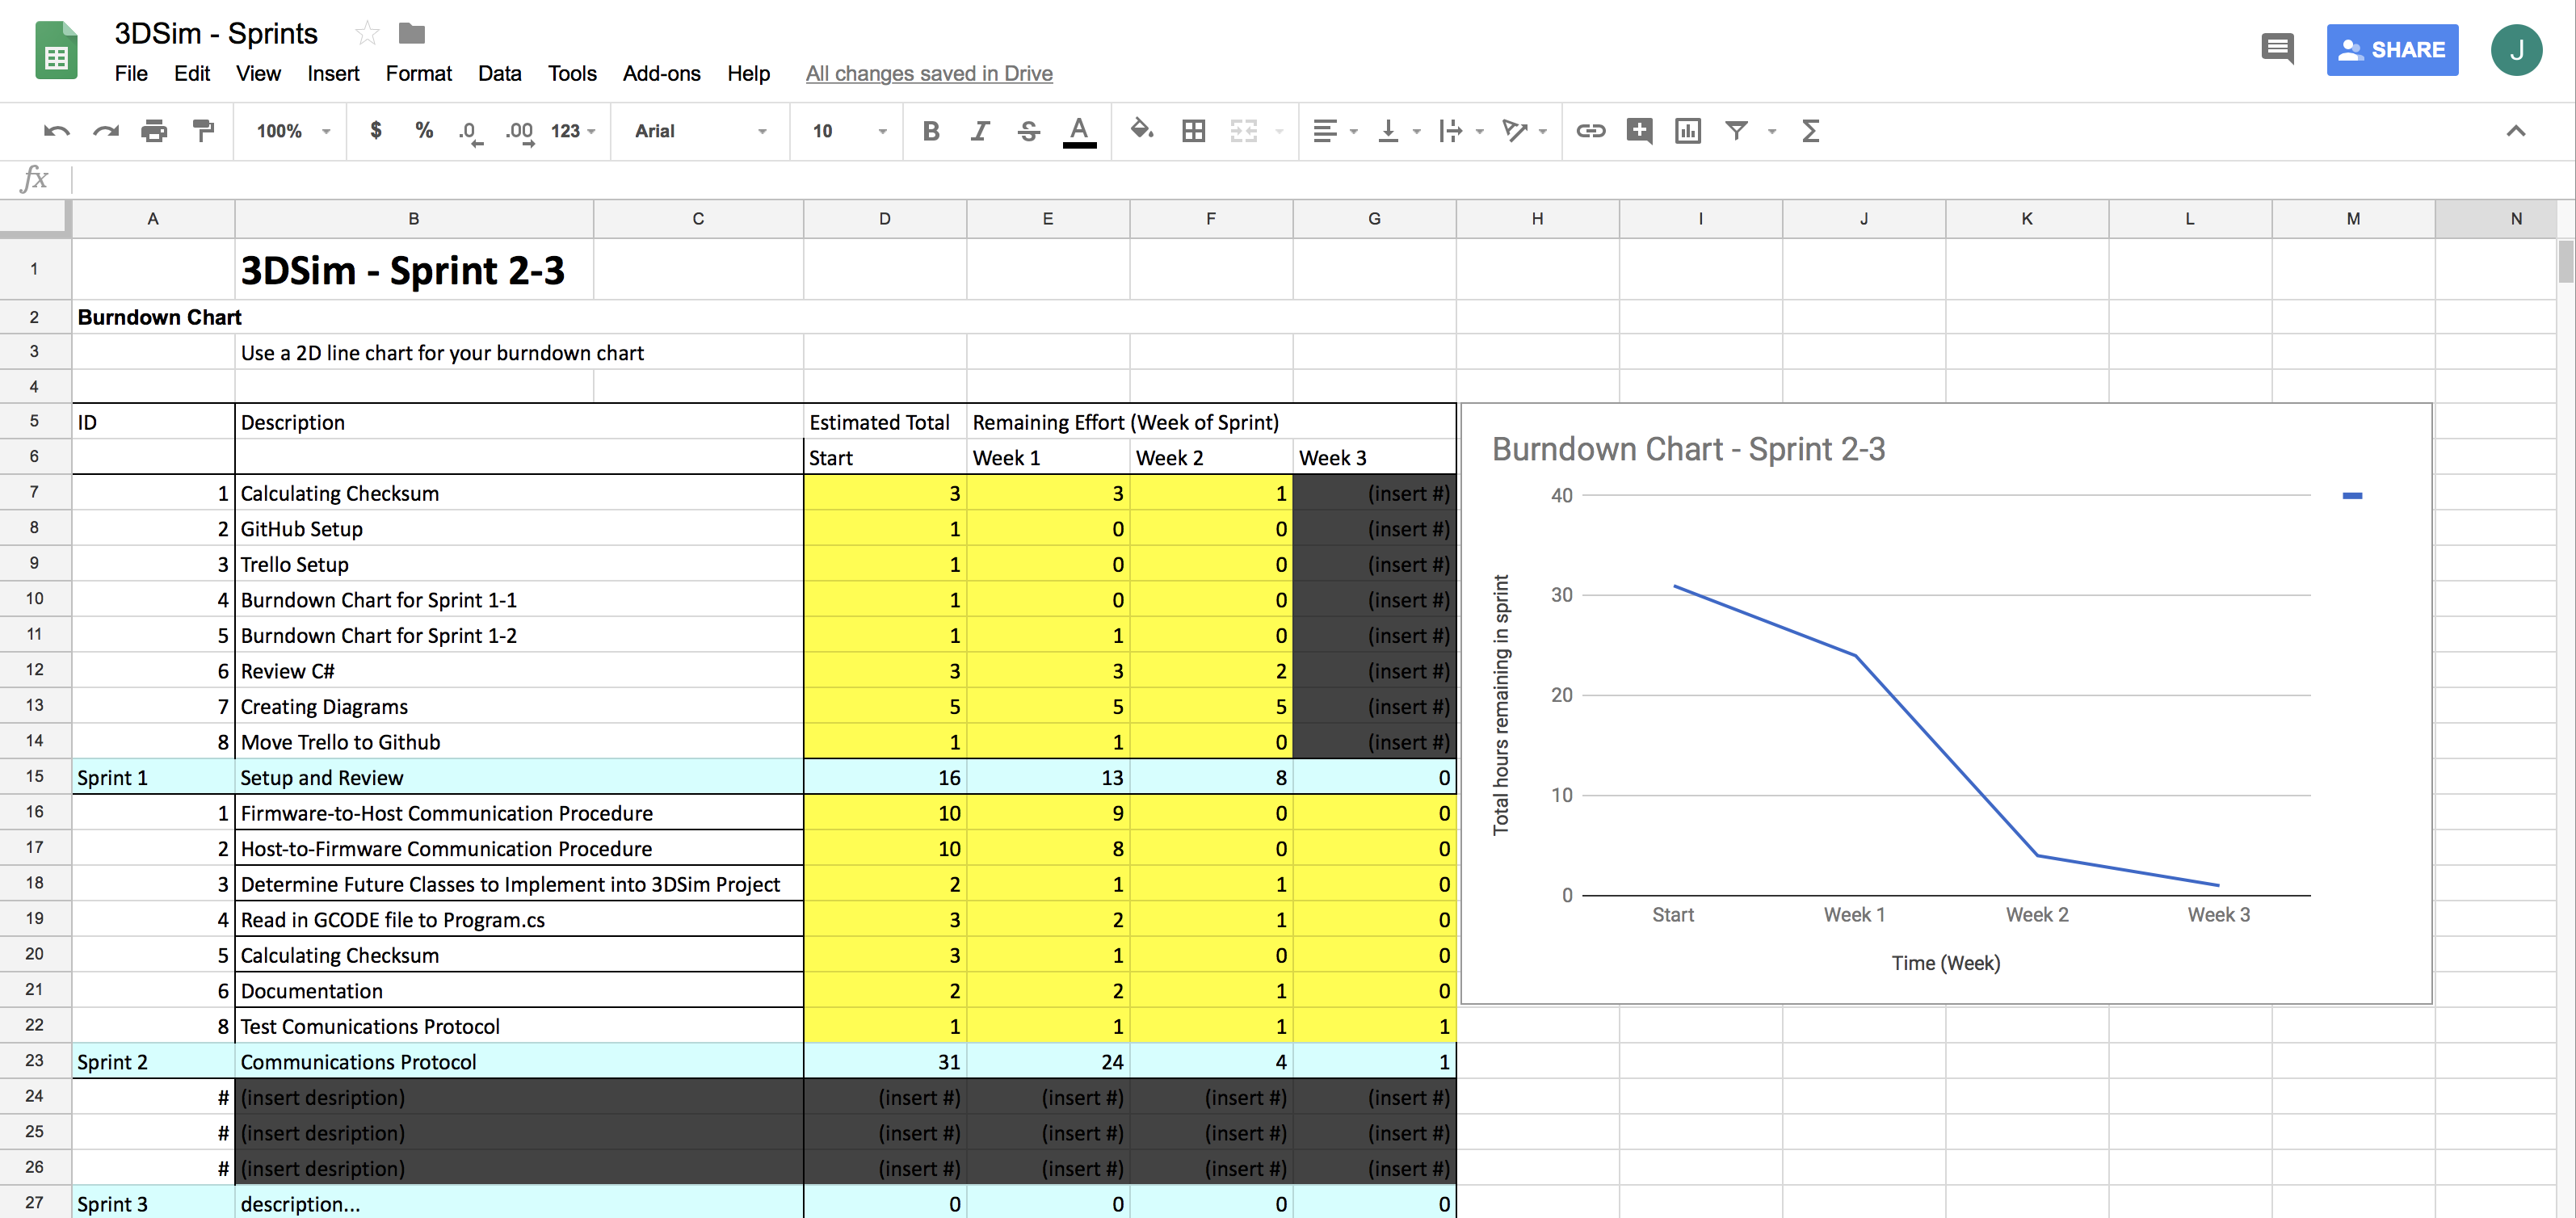 3DSim - Sprints
File Edit View Insert Format Data Tools Add-ons Help All changes saved in Drive
SHARE
J
100% $ % .0 .00 123 Arial 10 B I S A Σ
fx
A B C D E F G H I J K L M N
1 3DSim - Sprint 2-3
2 Burndown Chart
3 Use a 2D line chart for your burndown chart
4
5 ID Description Estimated Total Remaining Effort (Week of Sprint)
6 Start Week 1 Week 2 Week 3
7 1 Calculating Checksum 3 3 1 (insert #)
8 2 GitHub Setup 1 0 0 (insert #)
9 3 Trello Setup 1 0 0 (insert #)
10 4 Burndown Chart for Sprint 1-1 1 0 0 (insert #)
11 5 Burndown Chart for Sprint 1-2 1 1 0 (insert #)
12 6 Review C# 3 3 2 (insert #)
13 7 Creating Diagrams 5 5 5 (insert #)
14 8 Move Trello to Github 1 1 0 (insert #)
15 Sprint 1 Setup and Review 16 13 8 0
16 1 Firmware-to-Host Communication Procedure 10 9 0 0
17 2 Host-to-Firmware Communication Procedure 10 8 0 0
18 3 Determine Future Classes to Implement into 3DSim Project 2 1 1 0
19 4 Read in GCODE file to Program.cs 3 2 1 0
20 5 Calculating Checksum 3 1 0 0
21 6 Documentation 2 2 1 0
22 8 Test Comunications Protocol 1 1 1 1
23 Sprint 2 Communications Protocol 31 24 4 1
24 # (insert desription) (insert #) (insert #) (insert #) (insert #)
25 # (insert desription) (insert #) (insert #) (insert #) (insert #)
26 # (insert desription) (insert #) (insert #) (insert #) (insert #)
27 Sprint 3 description... 0 0 0 0
Burndown Chart - Sprint 2-3
Total hours remaining in sprint
40
30
20
10
0
Start Week 1 Week 2 Week 3
Time (Week)